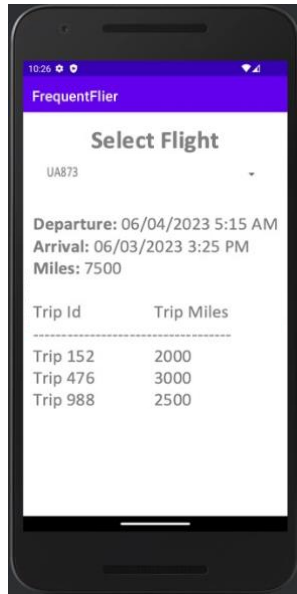 10:26
FrequentFlier
Select Flight
UA873
Departure: 06/04/2023 5:15 AM
Arrival: 06/03/2023 3:25 PM
Miles: 7500
Trip Id Trip Miles
----------------------------------
Trip 152 2000
Trip 476 3000
Trip 988 2500